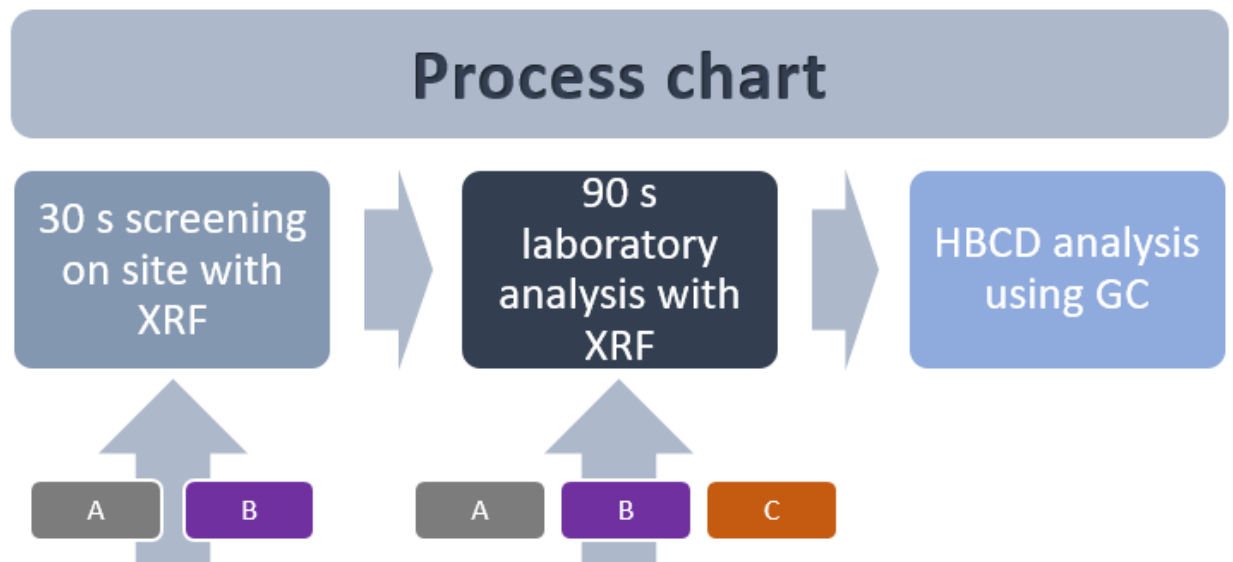 Process chart
30 s screening
on site with
XRF
90 s
laboratory
analysis with
XRF
HBCD analysis
using GC
A
B
A
B
C